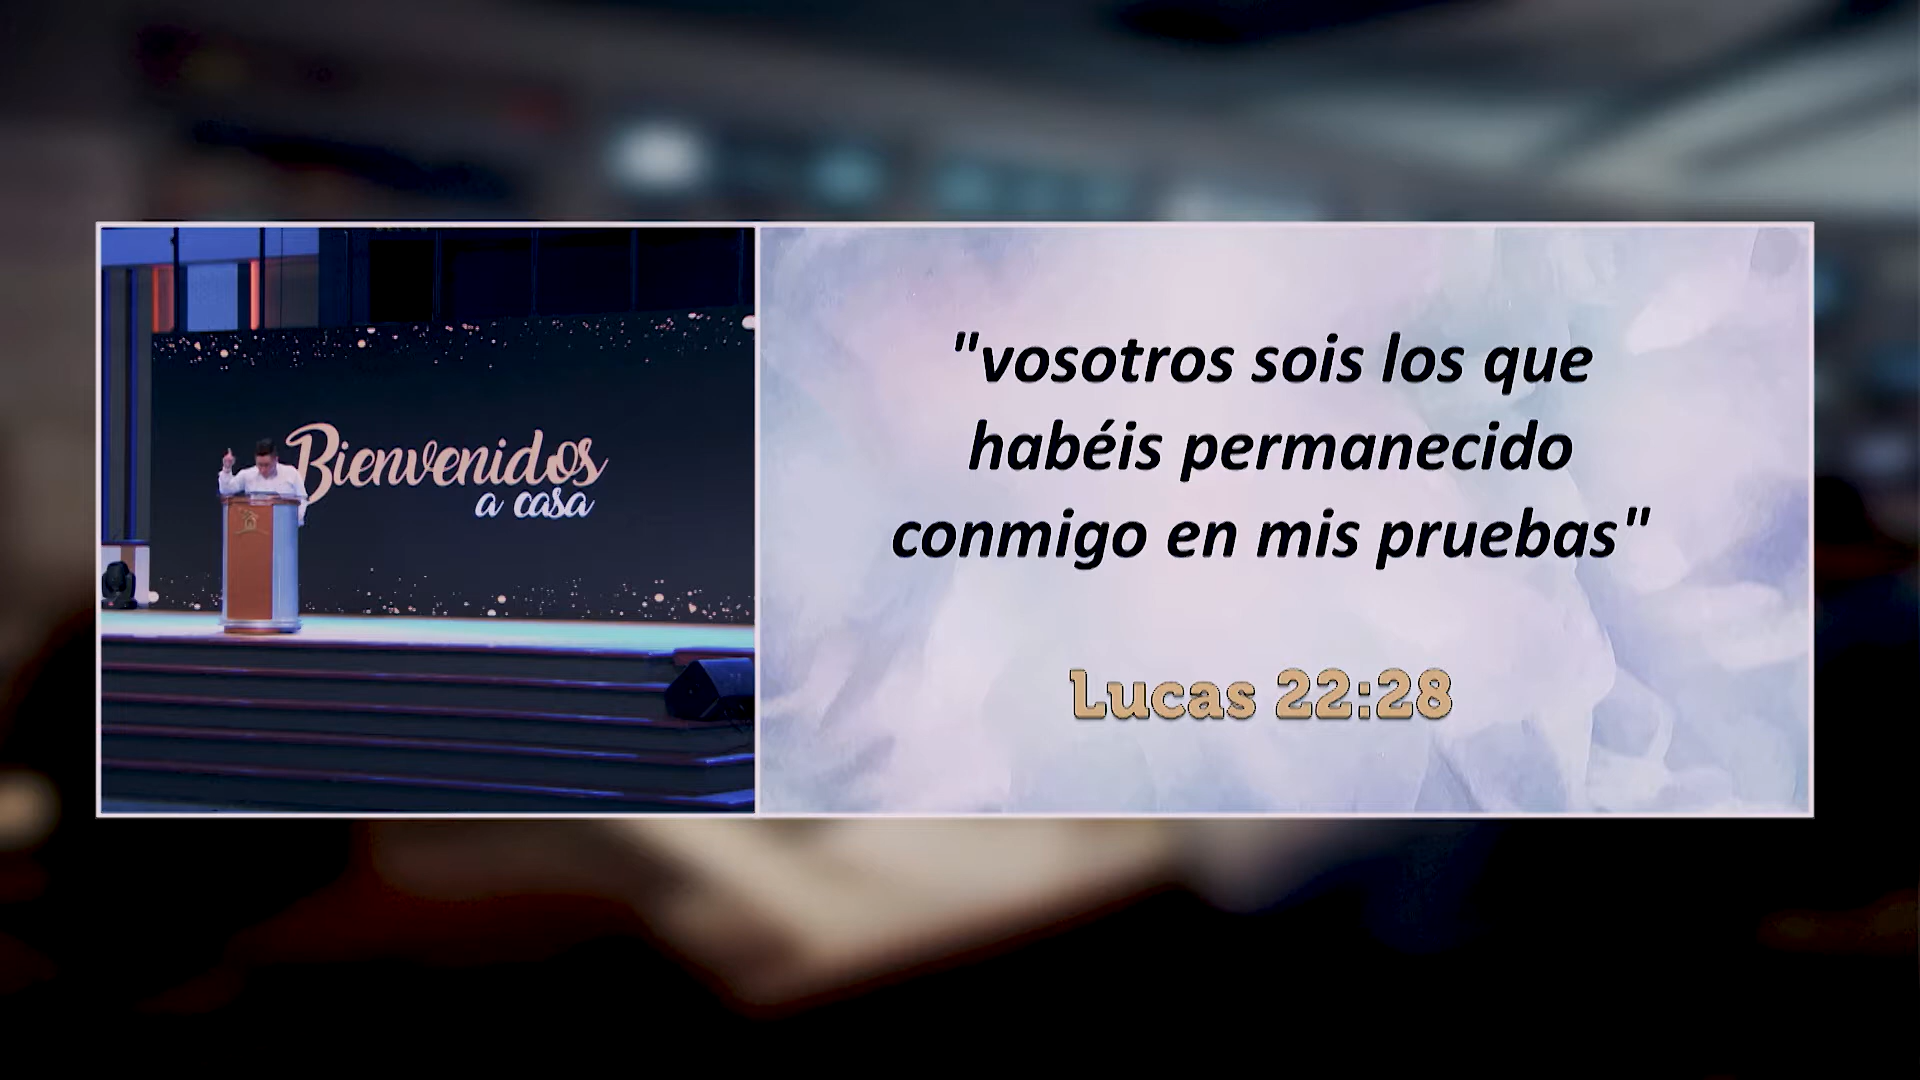 Bienvenidos
a casa
"vosotros sois los que
habéis permanecido
conmigo en mis pruebas"
Lucas 22:28